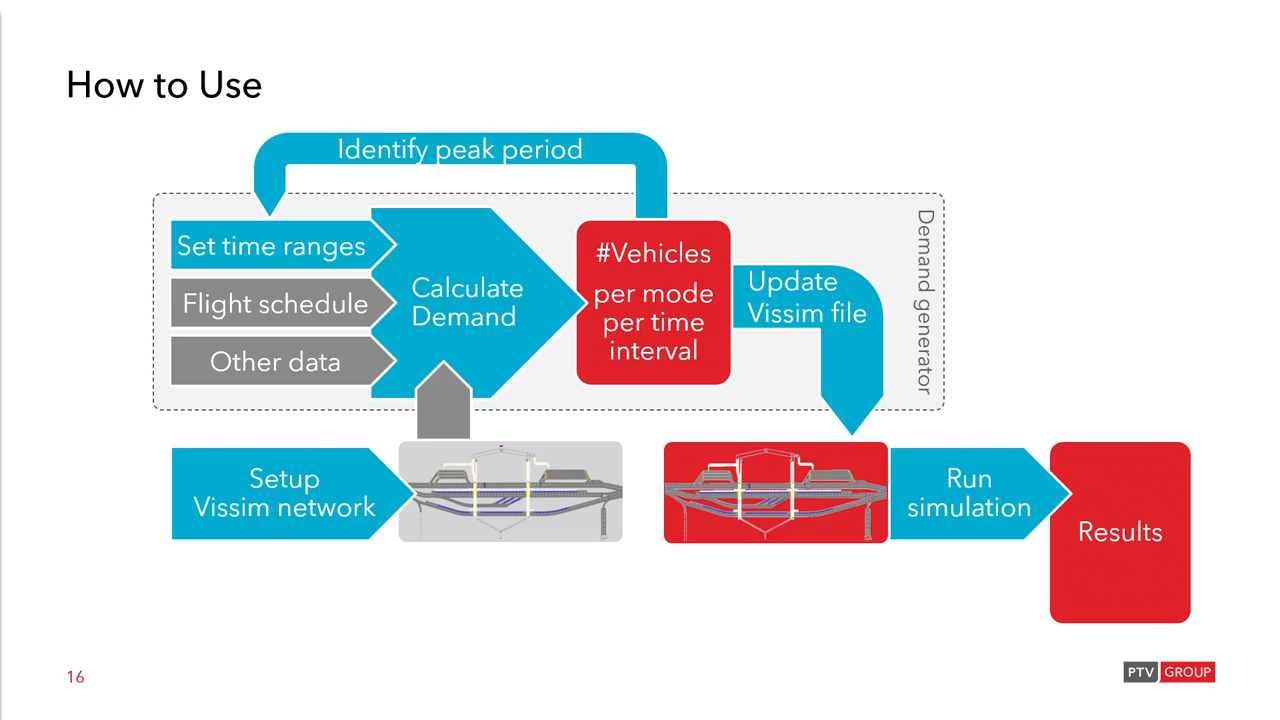 How to Use
Identify peak period
Set time ranges
Flight schedule
Other data
Calculate
Demand
#Vehicles
per mode
per time
interval
Update
Vissim file
Demand generator
Setup
Vissim network
Run
simulation
Results
16
PTV GROUP